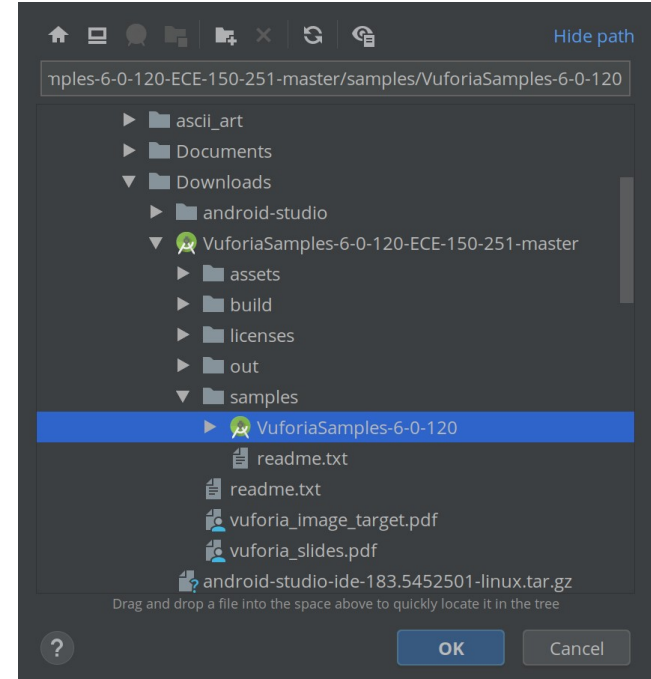 Hide path
mples-6-0-120-ECE-150-251-master/samples/VuforiaSamples-6-0-120
ascii_art
Documents
Downloads
android-studio
VuforiaSamples-6-0-120-ECE-150-251-master
assets
build
licenses
out
samples
VuforiaSamples-6-0-120
readme.txt
readme.txt
vuforia_image_target.pdf
vuforia_slides.pdf
android-studio-ide-183.5452501-linux.tar.gz
Drag and drop a file into the space above to quickly locate it in the tree
?
OK
Cancel